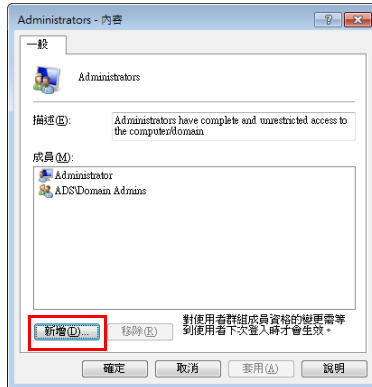 Administrators - 內容
一般
Administrators
描述(E):
Administrators have complete and unrestricted access to
the computer/domain
成員(M):
Administrator
ADS\Domain Admins
新增(D)...
移除(R)
對使用者群組成員資格的變更需等
到使用者下次登入時才會生效。
確定
取消
套用(A)
說明